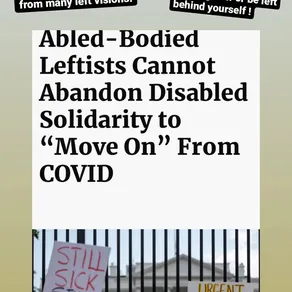 from many left visions.
or be left
behind yourself !
Abled-Bodied
Leftists Cannot
Abandon Disabled
Solidarity to
“Move On” From
COVID
STILL
SICK
URGENT